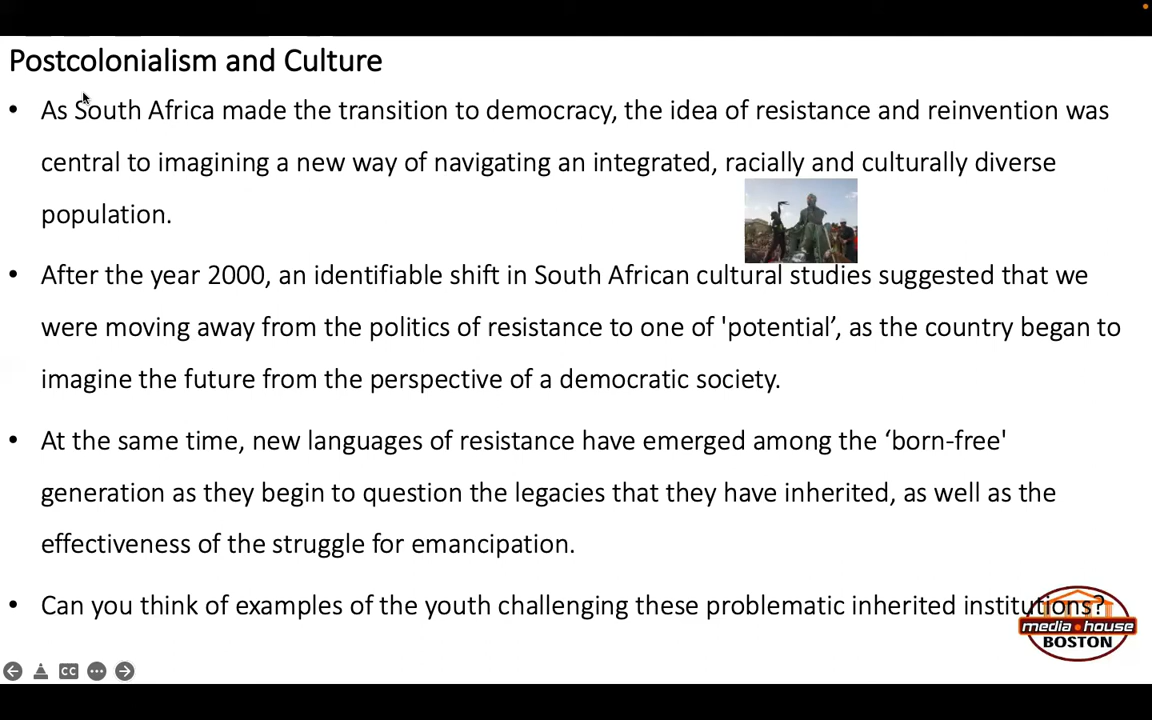 Postcolonialism and Culture
• As South Africa made the transition to democracy, the idea of resistance and reinvention was
central to imagining a new way of navigating an integrated, racially and culturally diverse
population.
• After the year 2000, an identifiable shift in South African cultural studies suggested that we
were moving away from the politics of resistance to one of 'potential’, as the country began to
imagine the future from the perspective of a democratic society.
• At the same time, new languages of resistance have emerged among the ‘born-free'
generation as they begin to question the legacies that they have inherited, as well as the
effectiveness of the struggle for emancipation.
• Can you think of examples of the youth challenging these problematic inherited institutions?
media•house
BOSTON
CC